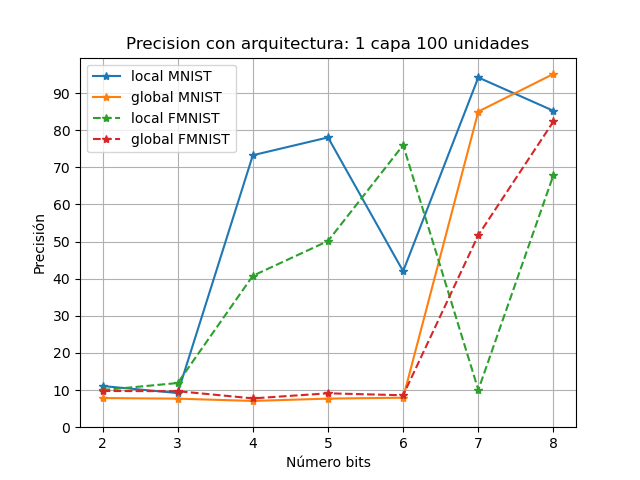 Precision con arquitectura: 1 capa 100 unidades
local MNIST
global MNIST
local FMNIST
global FMNIST
Precisión
90
80
70
60
50
40
30
20
10
0
2 3 4 5 6 7 8
Número bits